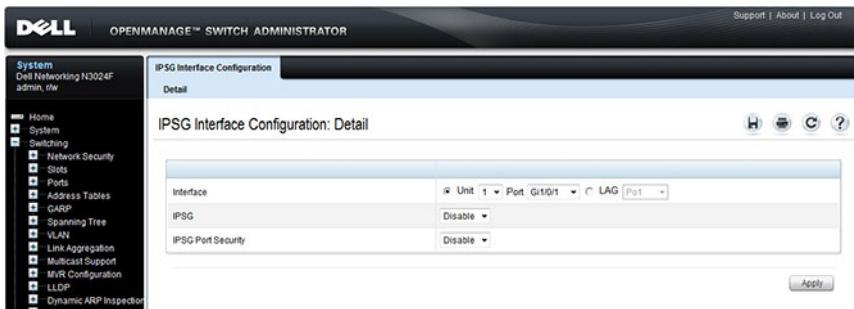 Support | About | Log Out
DELL OPENMANAGE™ SWITCH ADMINISTRATOR
System
Dell Networking N3024F
admin, r/w
Home
System
Switching
Network Security
Slots
Ports
Address Tables
GARP
Spanning Tree
VLAN
Link Aggregation
Multicast Support
MVR Configuration
LLDP
Dynamic ARP Inspection
IPSG Interface Configuration
Detail
IPSG Interface Configuration: Detail
Interface Unit 1 Port Gi1/0/1 LAG Po1
IPSG Disable
IPSG Port Security Disable
Apply